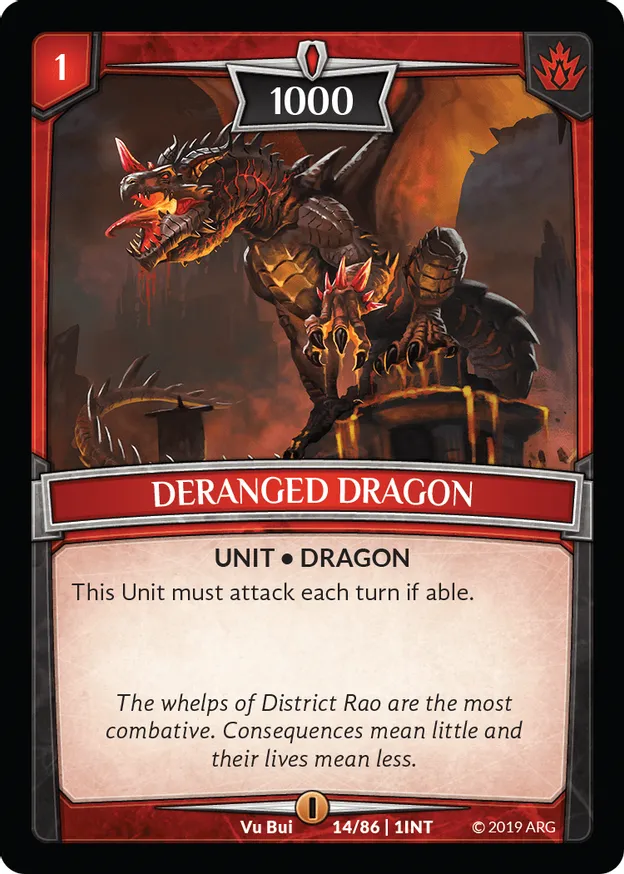 1
1000
DERANGED DRAGON
UNIT • DRAGON
This Unit must attack each turn if able.
The whelps of District Rao are the most
combative. Consequences mean little and
their lives mean less.
I
Vu Bui 14/86 | 1INT © 2019 ARG